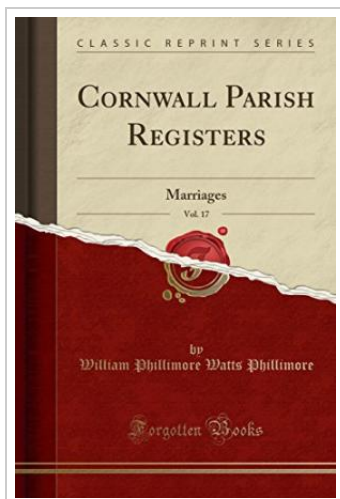 CLASSIC REPRINT SERIES
CORNWALL PARISH
REGISTERS
Marriages
Vol. 17
by
William Phillimore Watts Phillimore
Forgotten Books